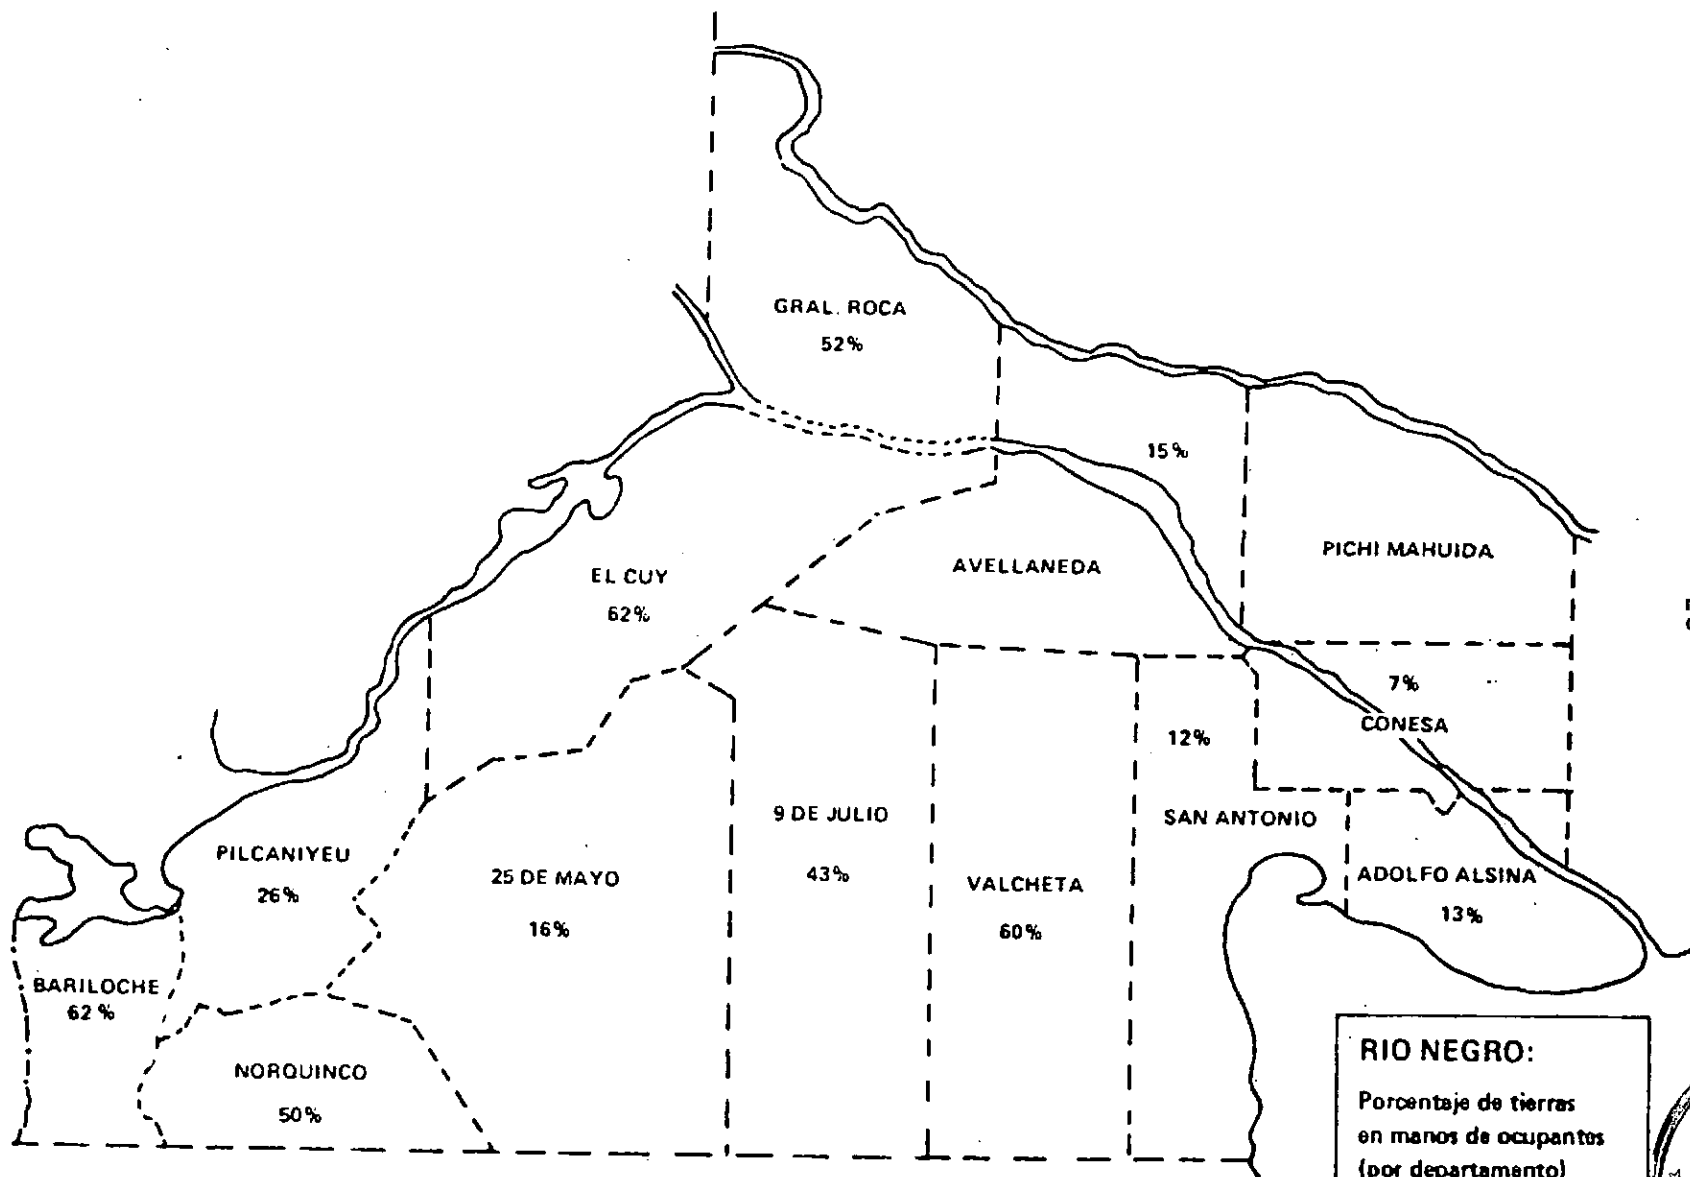 GRAL. ROCA
52%
15%
PICHI MAHUIDA
AVELLANEDA
EL CUY
62%
7%
CONESA
12%
9 DE JULIO
43%
SAN ANTONIO
PILCANIYEU
26%
25 DE MAYO
16%
VALCHETA
60%
ADOLFO ALSINA
13%
BARILOCHE
62%
NORQUINCO
50%
RIO NEGRO:
Porcentaje de tierras
en manos de ocupantes
(por departamento)